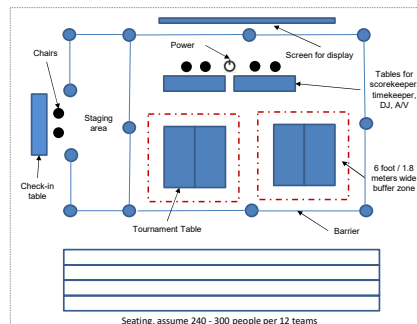 Chairs
Power
Screen for display
Tables for
scorekeeper,
timekeeper,
DJ, A/V
Staging
area
Check-in
table
6 foot / 1.8
meters wide
buffer zone
Tournament Table
Barrier
Seating, assume 240 - 300 people per 12 teams